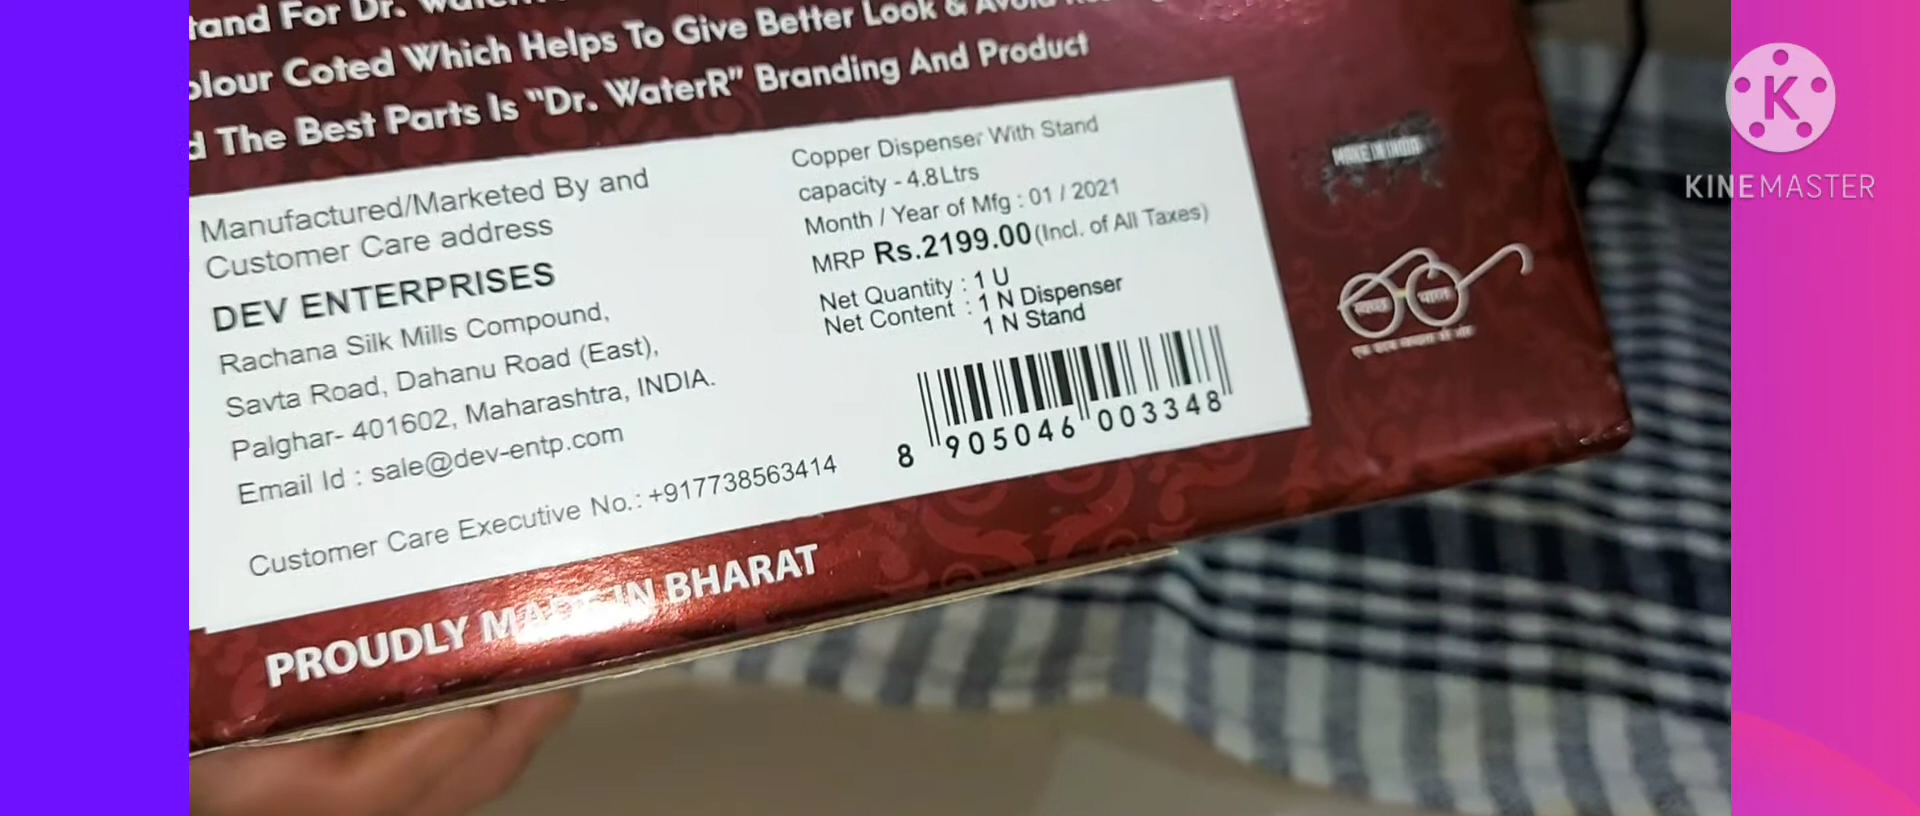 tand For Dr.
olour Coted Which Helps To Give Better Look &
d The Best Parts Is "Dr. WaterR" Branding And Product
Manufactured/Marketed By and
Customer Care address
DEV ENTERPRISES
Rachana Silk Mills Compound,
Savta Road, Dahanu Road (East),
Palghar- 401602, Maharashtra, INDIA.
Email Id : sale@dev-entp.com
Customer Care Executive No.: +917738563414
Copper Dispenser With Stand
capacity - 4.8Ltrs
Month / Year of Mfg : 01 / 2021
MRP Rs.2199.00 (Incl. of All Taxes)
Net Quantity : 1 U
Net Content : 1 N Dispenser
1 N Stand
8 905046 003348
PROUDLY MADE IN BHARAT
MAKE IN INDIA
K
KINEMASTER